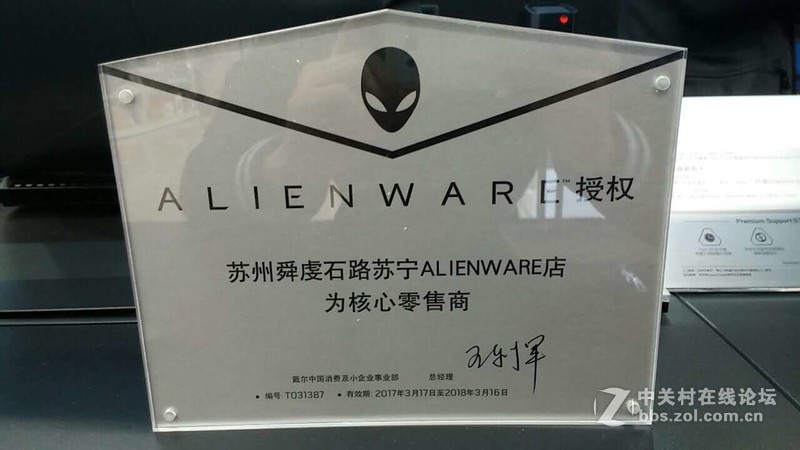 ALIENWARE™授权
苏州舜虔石路苏宁ALIENWARE店
为核心零售商
戴尔中国消费及小企业事业部 总经理
• 编号: T031387 • 有效期: 2017年3月17日至2018年3月16日
Premium Support
中关村在线论坛
bbs.zol.com.cn